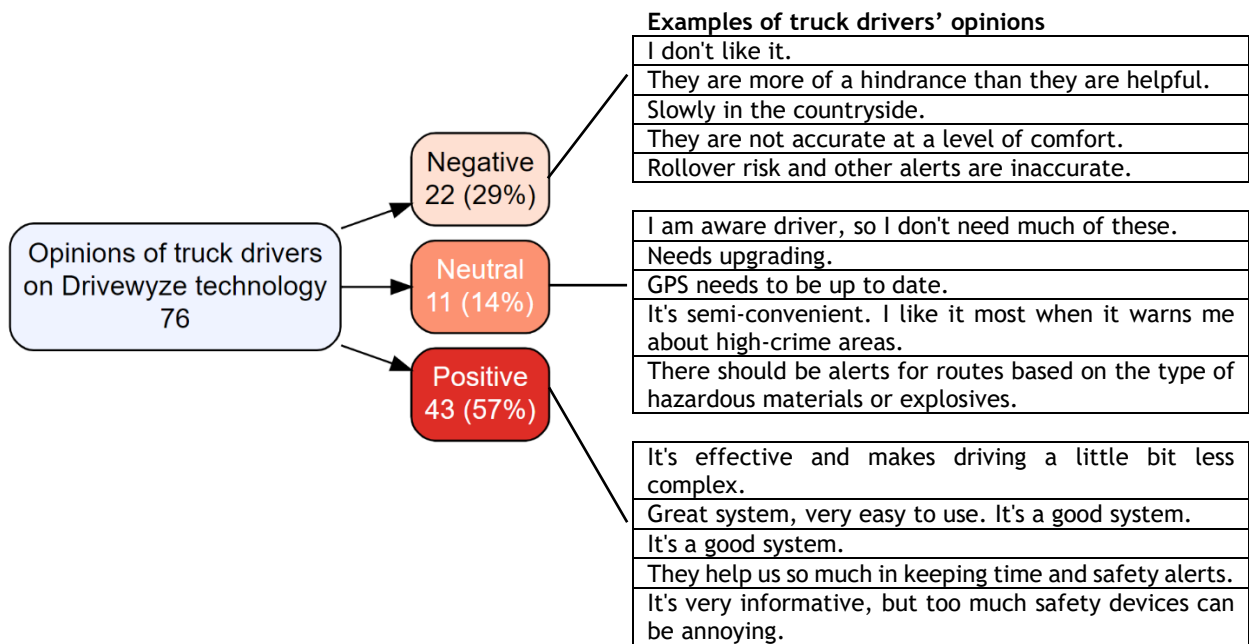 Examples of truck drivers’ opinions
I don't like it.
They are more of a hindrance than they are helpful.
Slowly in the countryside.
They are not accurate at a level of comfort.
Rollover risk and other alerts are inaccurate.
Negative
22 (29%)
Opinions of truck drivers
on Drivewyze technology
76
Neutral
11 (14%)
I am aware driver, so I don't need much of these.
Needs upgrading.
GPS needs to be up to date.
It's semi-convenient. I like it most when it warns me
about high-crime areas.
There should be alerts for routes based on the type of
hazardous materials or explosives.
Positive
43 (57%)
It's effective and makes driving a little bit less
complex.
Great system, very easy to use. It's a good system.
It's a good system.
They help us so much in keeping time and safety alerts.
It's very informative, but too much safety devices can
be annoying.